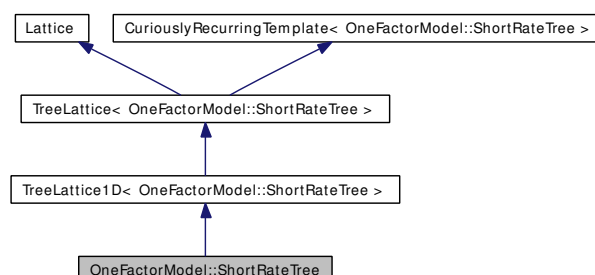 Lattice
CuriouslyRecurringTemplate< OneFactorModel::ShortRateTree >
TreeLattice< OneFactorModel::ShortRateTree >
TreeLattice1D< OneFactorModel::ShortRateTree >
OneFactorModel::ShortRateTree